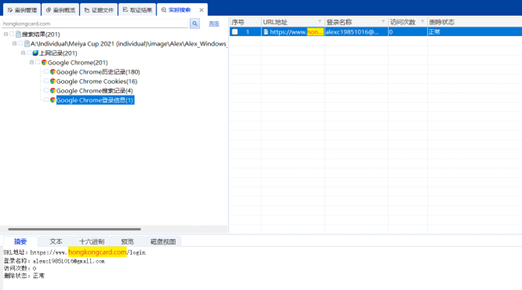 案例管理 案例概览 证据文件 取证结果 实时搜索
hongkongcard.com 高级
搜索结果(201)
A:\Individual\Meiya Cup 2021 (individual)\image\Alex\Alex_Windows_
上网记录(201)
Google Chrome(201)
Google Chrome历史记录(180)
Google Chrome Cookies(16)
Google Chrome搜索记录(4)
Google Chrome登录信息(1)
序号 URL地址 登录名称 访问次数 删除状态
1 https://www.hon... alexc19851016@... 0 正常
摘要 文本 十六进制 预览 磁盘视图
URL地址: https://www.hongkongcard.com/login
登录名称: alexc19851016@gmail.com
访问次数: 0
删除状态: 正常